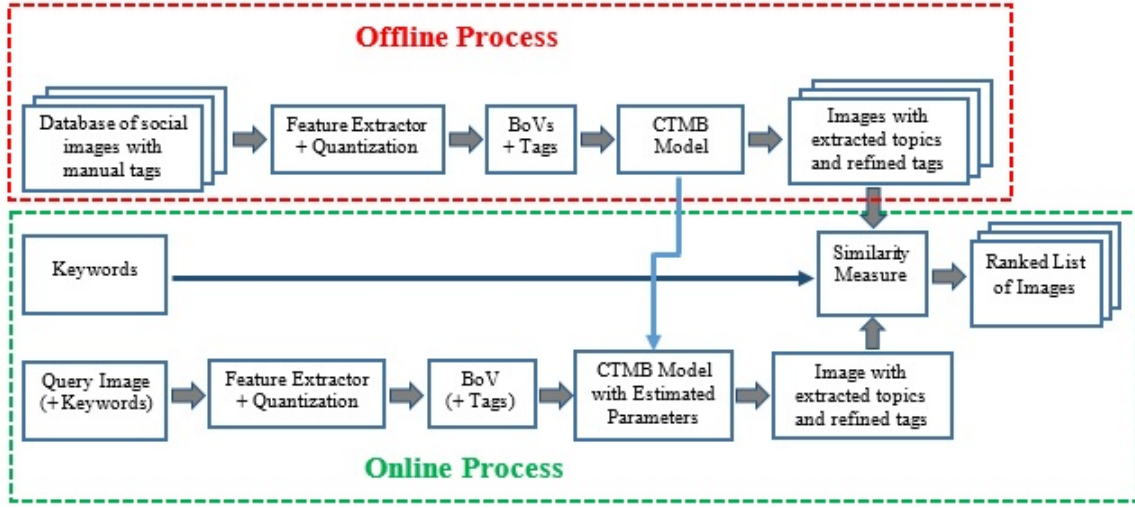 Offline Process
Database of social
images with
manual tags
Feature Extractor
+ Quantization
BoVs
+ Tags
CTMB
Model
Images with
extracted topics
and refined tags
Keywords
Similarity
Measure
Ranked List
of Images
Query Image
(+Keywords)
Feature Extractor
+ Quantization
BoV
(+ Tags)
CTMB Model
with Estimated
Parameters
Image with
extracted topics
and refined tags
Online Process